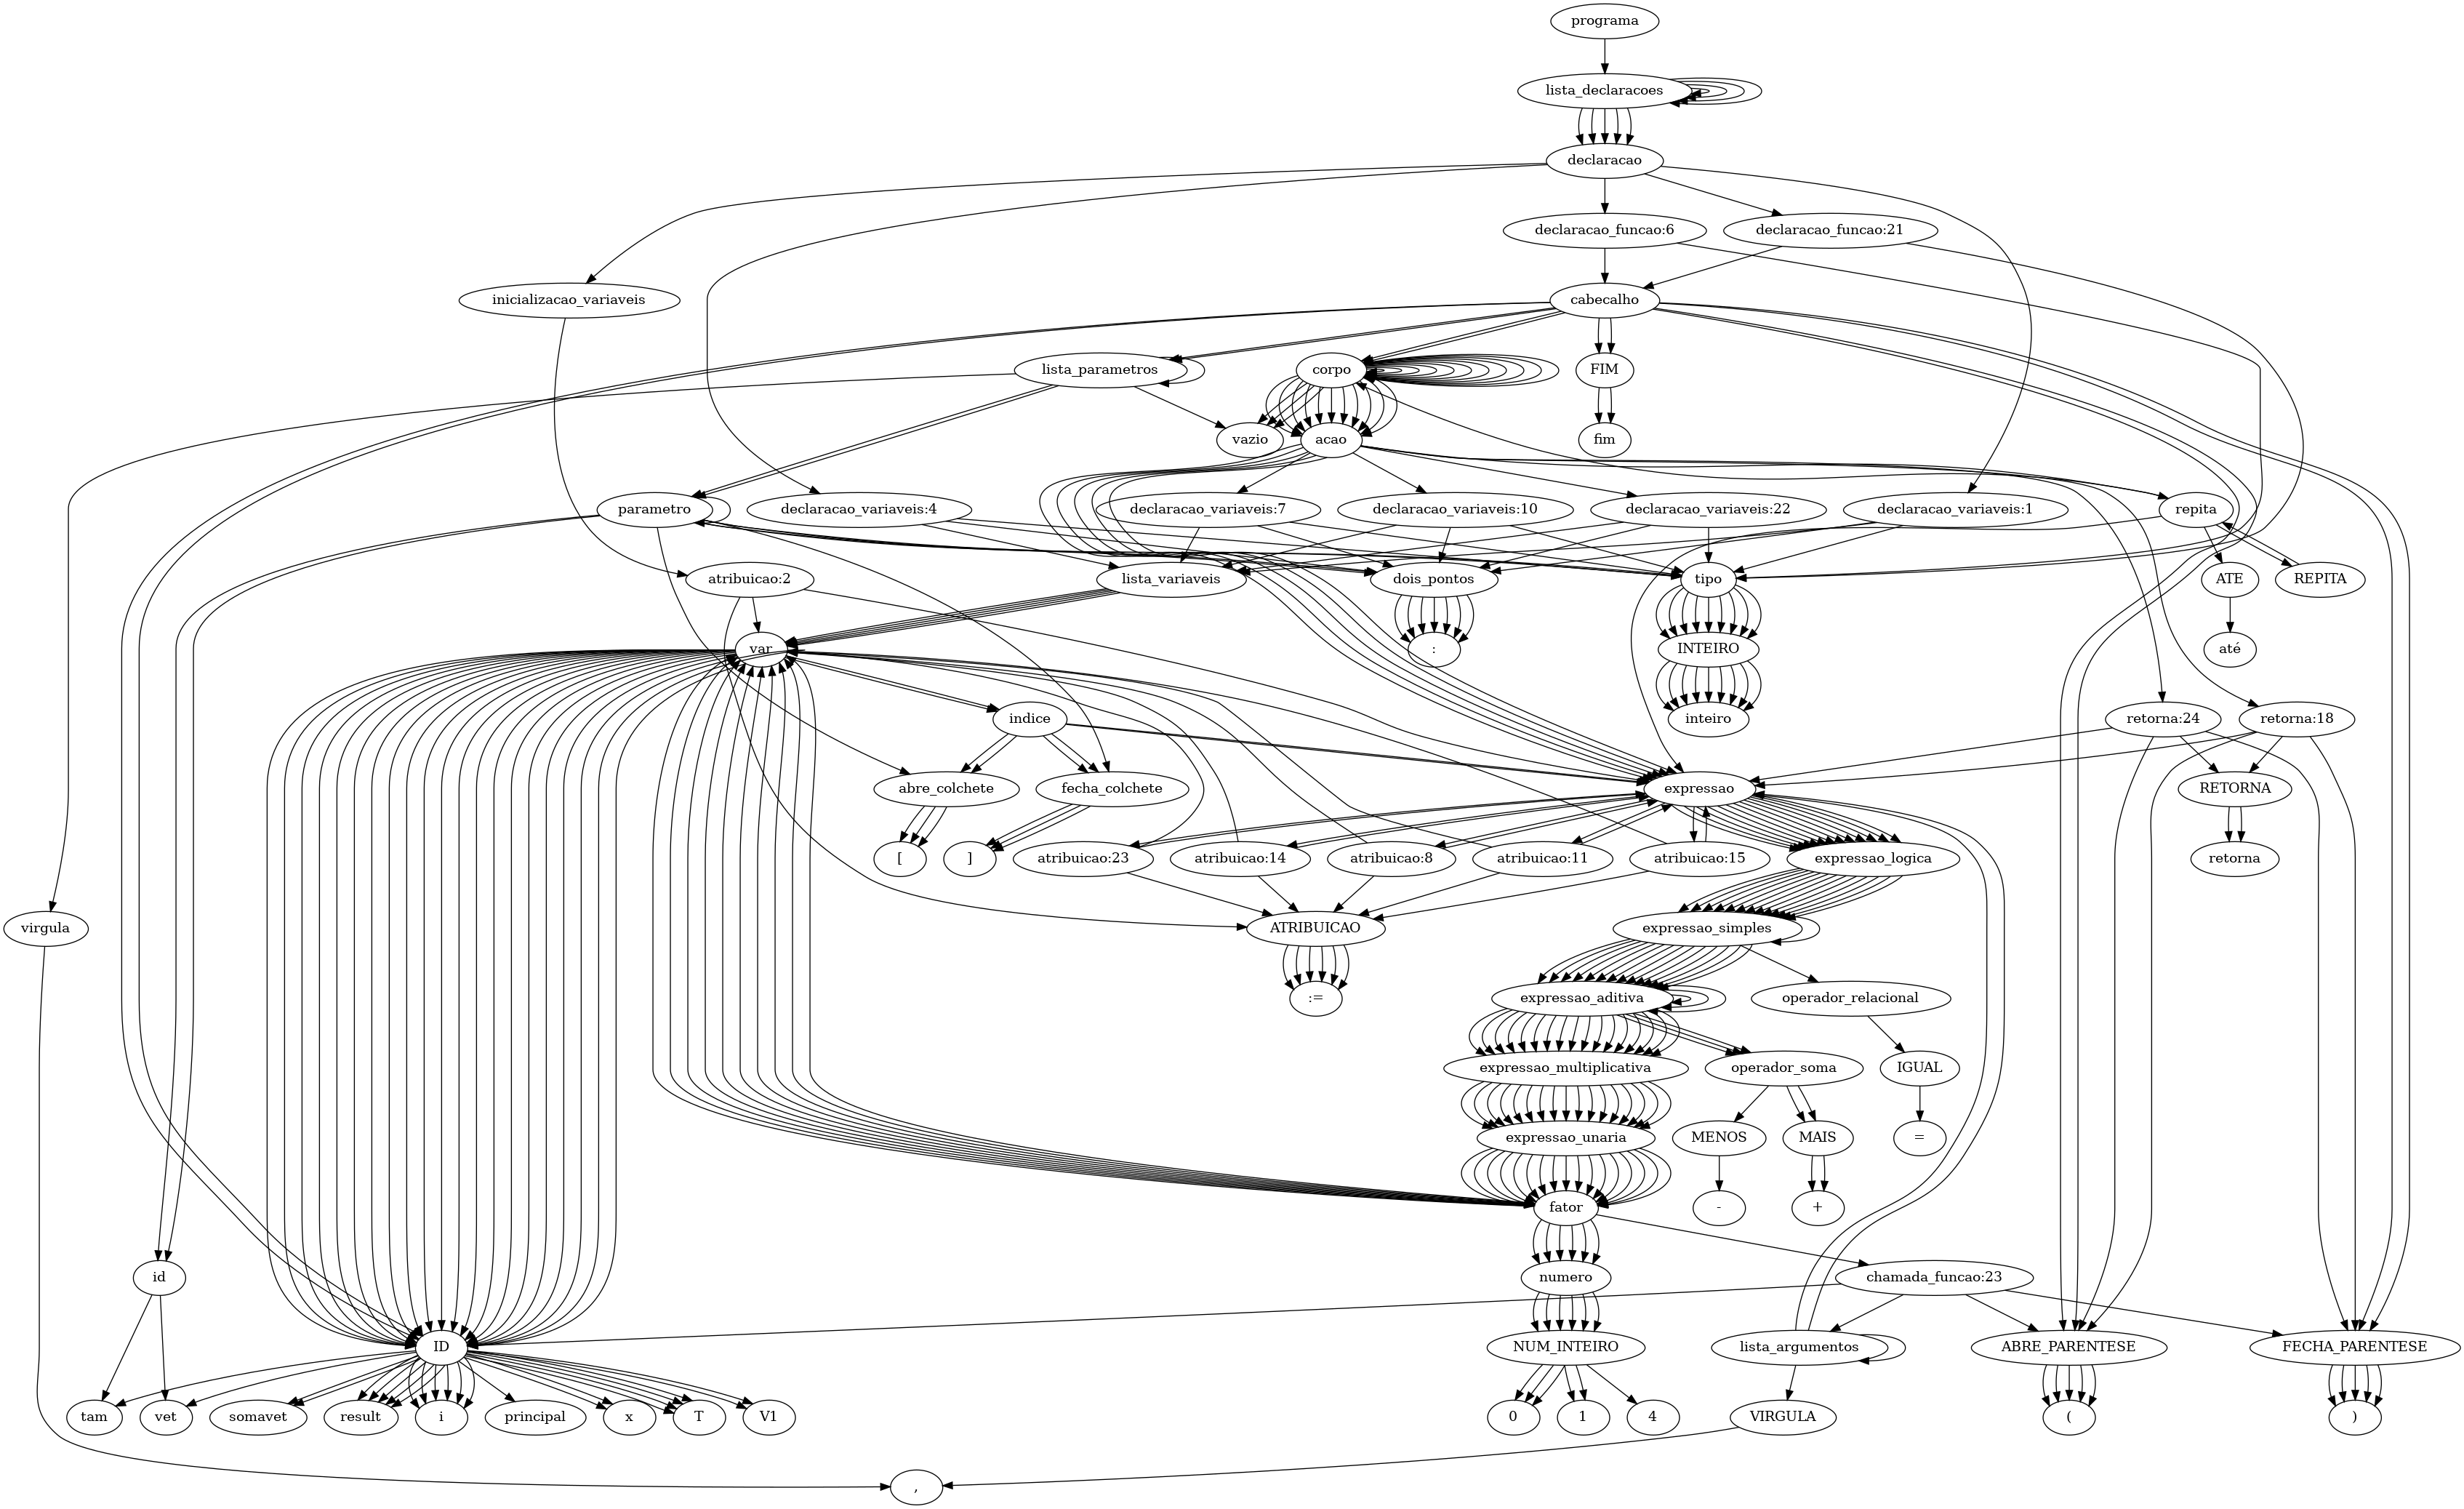 programa
lista_declaracoes
declaracao
declaracao_funcao:6
declaracao_funcao:21
inicializacao_variaveis
cabecalho
lista_parametros
corpo
FIM
vazio
acao
fim
parametro
declaracao_variaveis:4
declaracao_variaveis:7
declaracao_variaveis:10
declaracao_variaveis:22
declaracao_variaveis:1
repita
atribuicao:2
lista_variaveis
dois_pontos
tipo
ATE
REPITA
var
:
INTEIRO
até
indice
inteiro
retorna:24
retorna:18
abre_colchete
fecha_colchete
expressao
RETORNA
[
]
atribuicao:23
atribuicao:14
atribuicao:8
atribuicao:11
atribuicao:15
expressao_logica
retorna
virgula
ATRIBUICAO
expressao_simples
:=
expressao_aditiva
operador_relacional
expressao_multiplicativa
operador_soma
IGUAL
expressao_unaria
MENOS
MAIS
=
fator
-
+
id
numero
chamada_funcao:23
ID
NUM_INTEIRO
lista_argumentos
ABRE_PARENTESE
FECHA_PARENTESE
tam
vet
somavet
result
i
principal
x
T
V1
0
1
4
VIRGULA
(
)
,